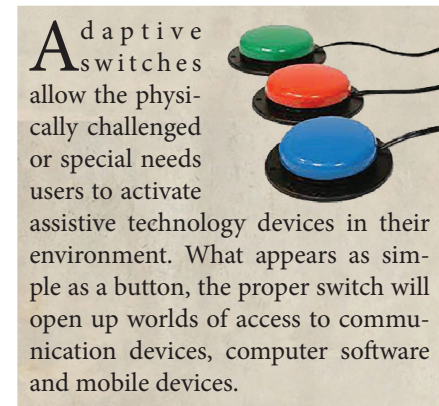 Adaptive
switches
allow the physi-
cally challenged
or special needs
users to activate
assistive technology devices in their
environment. What appears as sim-
ple as a button, the proper switch will
open up worlds of access to commu-
nication devices, computer software
and mobile devices.